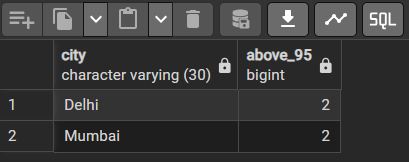 SQL
city
character varying (30)
above_95
bigint
1 Delhi 2
2 Mumbai 2